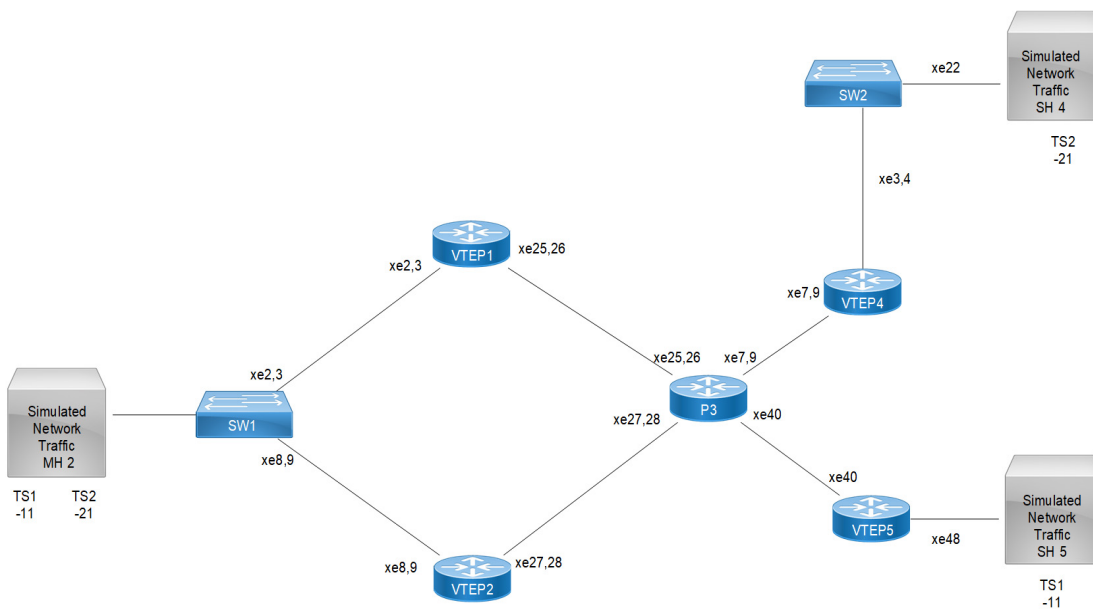 Simulated
Network
Traffic
SH 4
xe22
SW2
TS2
-21
xe3,4
VTEP1
xe25,26
xe2,3
xe7,9
VTEP4
xe25,26
xe7,9
xe2,3
P3
Simulated
Network
Traffic
MH 2
SW1
xe27,28
xe40
xe8,9
xe40
TS1
TS2
-11
-21
Simulated
Network
Traffic
SH 5
VTEP5
xe48
xe8,9
xe27,28
VTEP2
TS1
-11